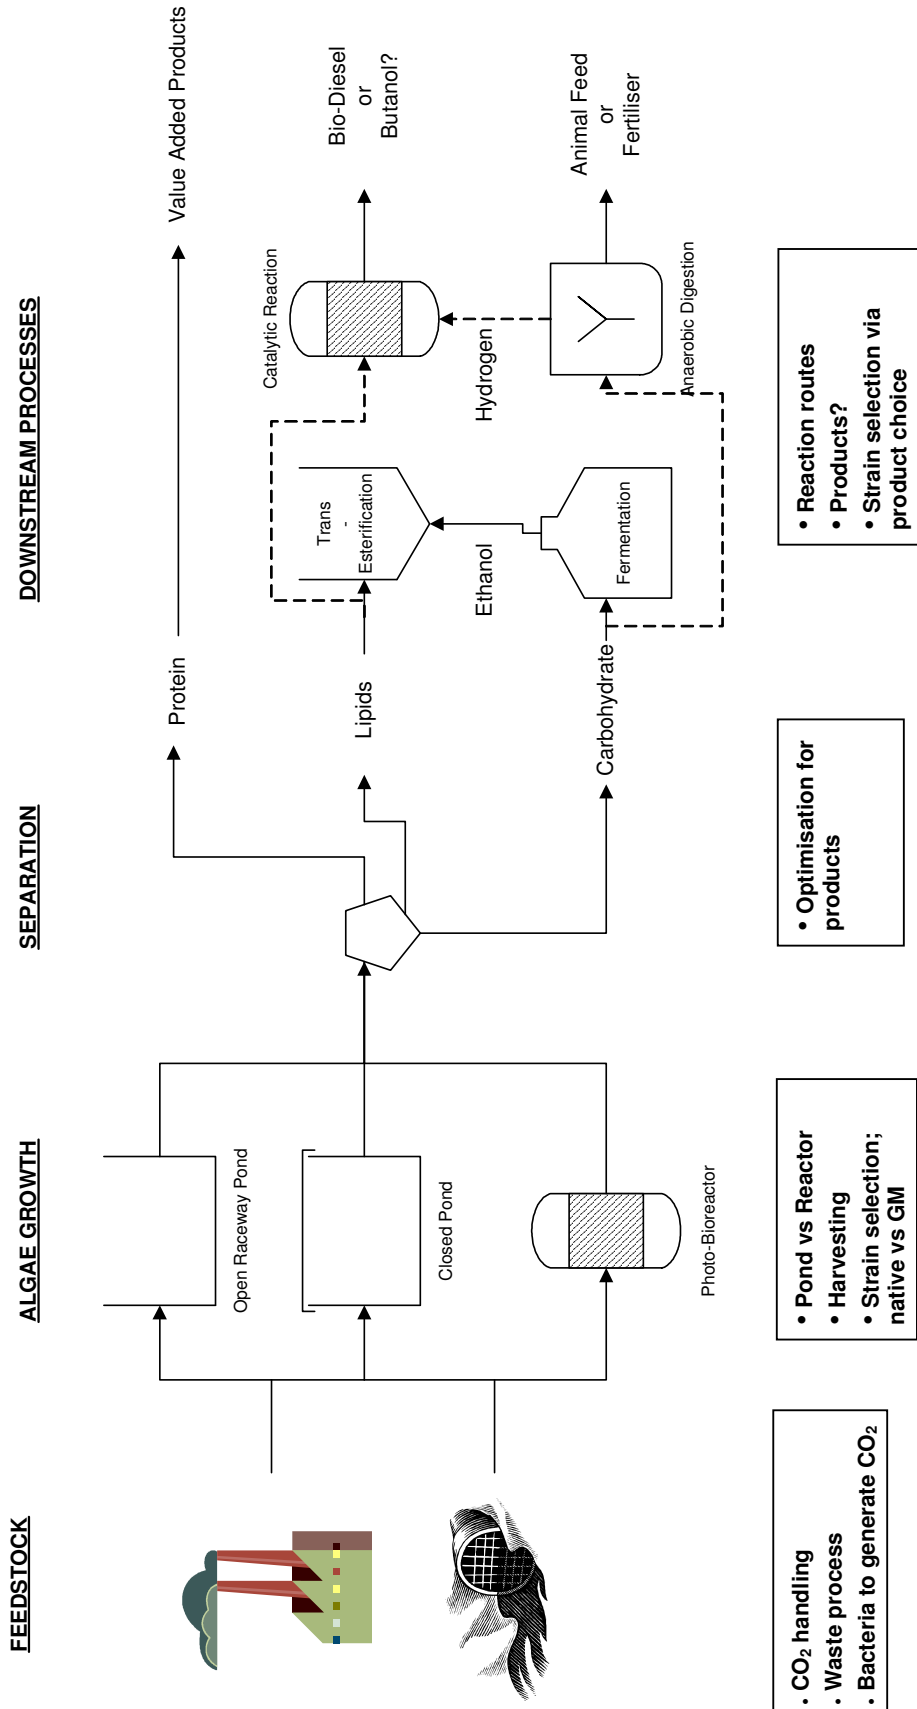 FEEDSTOCK
ALGAE GROWTH
SEPARATION
DOWNSTREAM PROCESSES
Open Raceway Pond
Closed Pond
Photo-Bioreactor
Protein
Value Added Products
Lipids
Trans
-
Esterification
Catalytic Reaction
Bio-Diesel
or
Butanol?
Ethanol
Hydrogen
Carbohydrate
Fermentation
Anaerobic Digestion
Animal Feed
or
Fertiliser
• CO₂ handling
• Waste process
• Bacteria to generate CO₂
• Pond vs Reactor
• Harvesting
• Strain selection;
native vs GM
• Optimisation for
products
• Reaction routes
• Products?
• Strain selection via
product choice